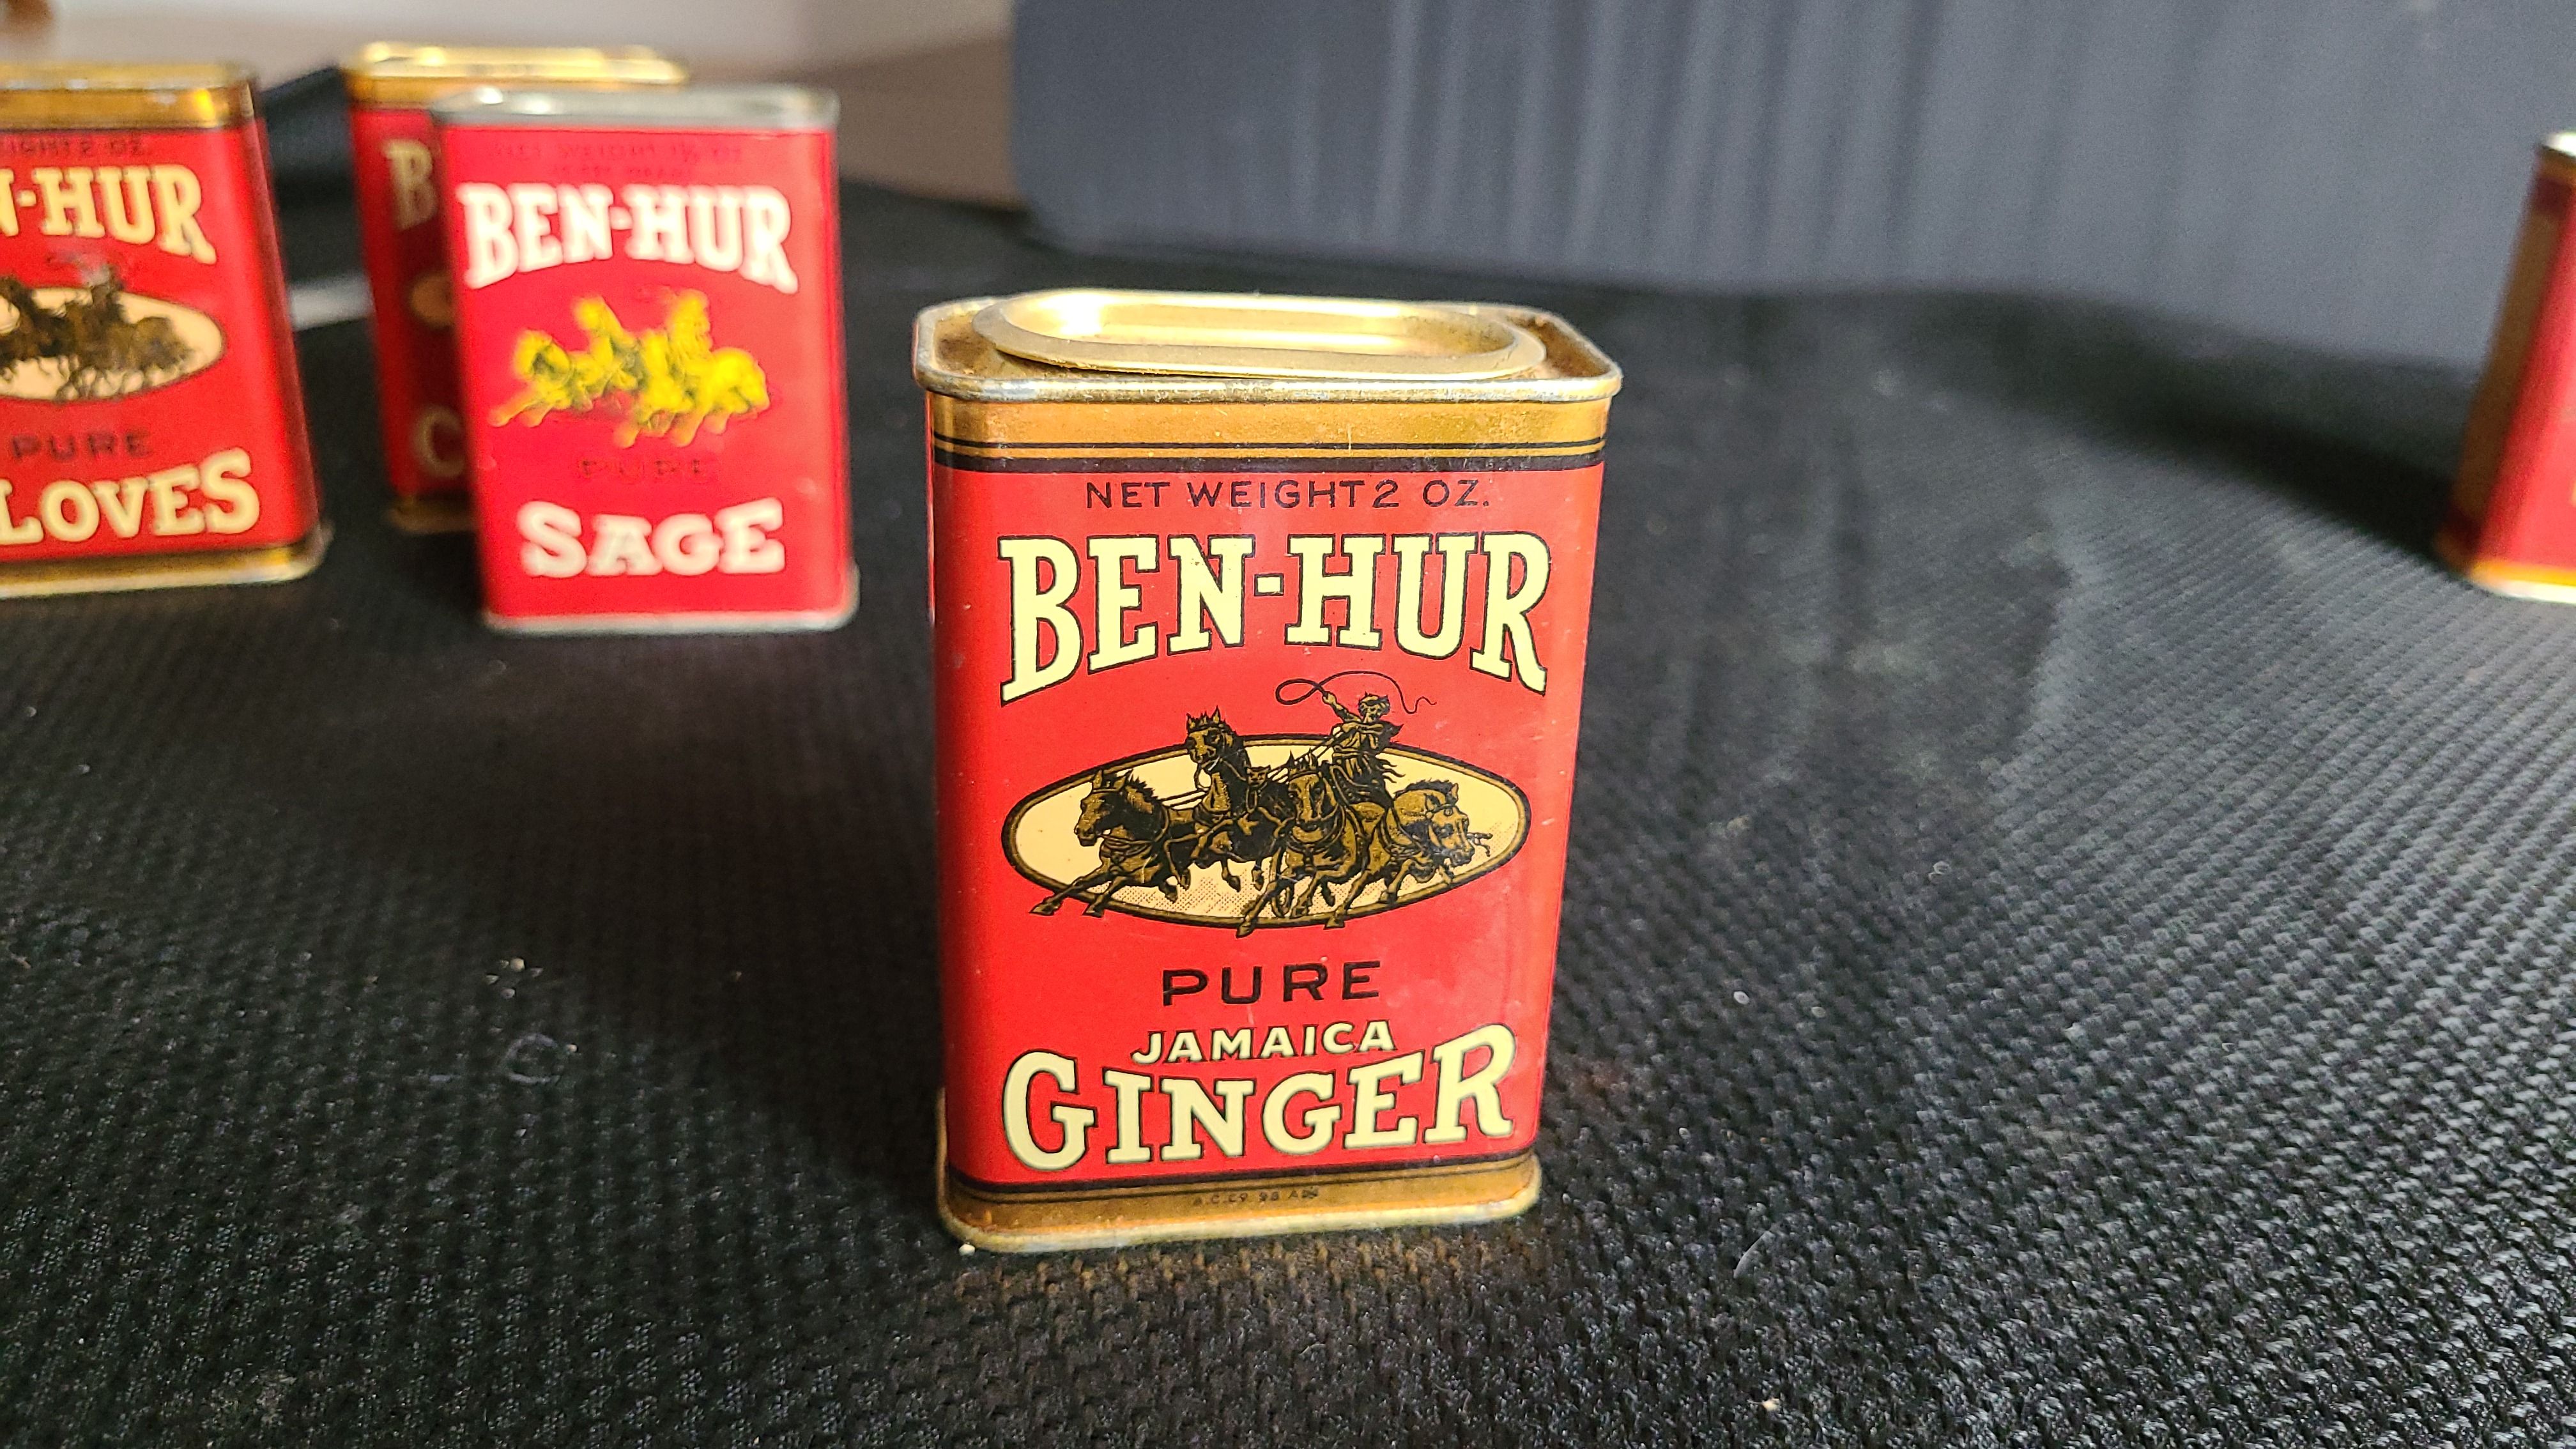 N-HUR
PURE
LOVES
B
C
BEN-HUR
PURE
SAGE
NET WEIGHT 2 OZ.
BEN-HUR
PURE
JAMAICA
GINGER